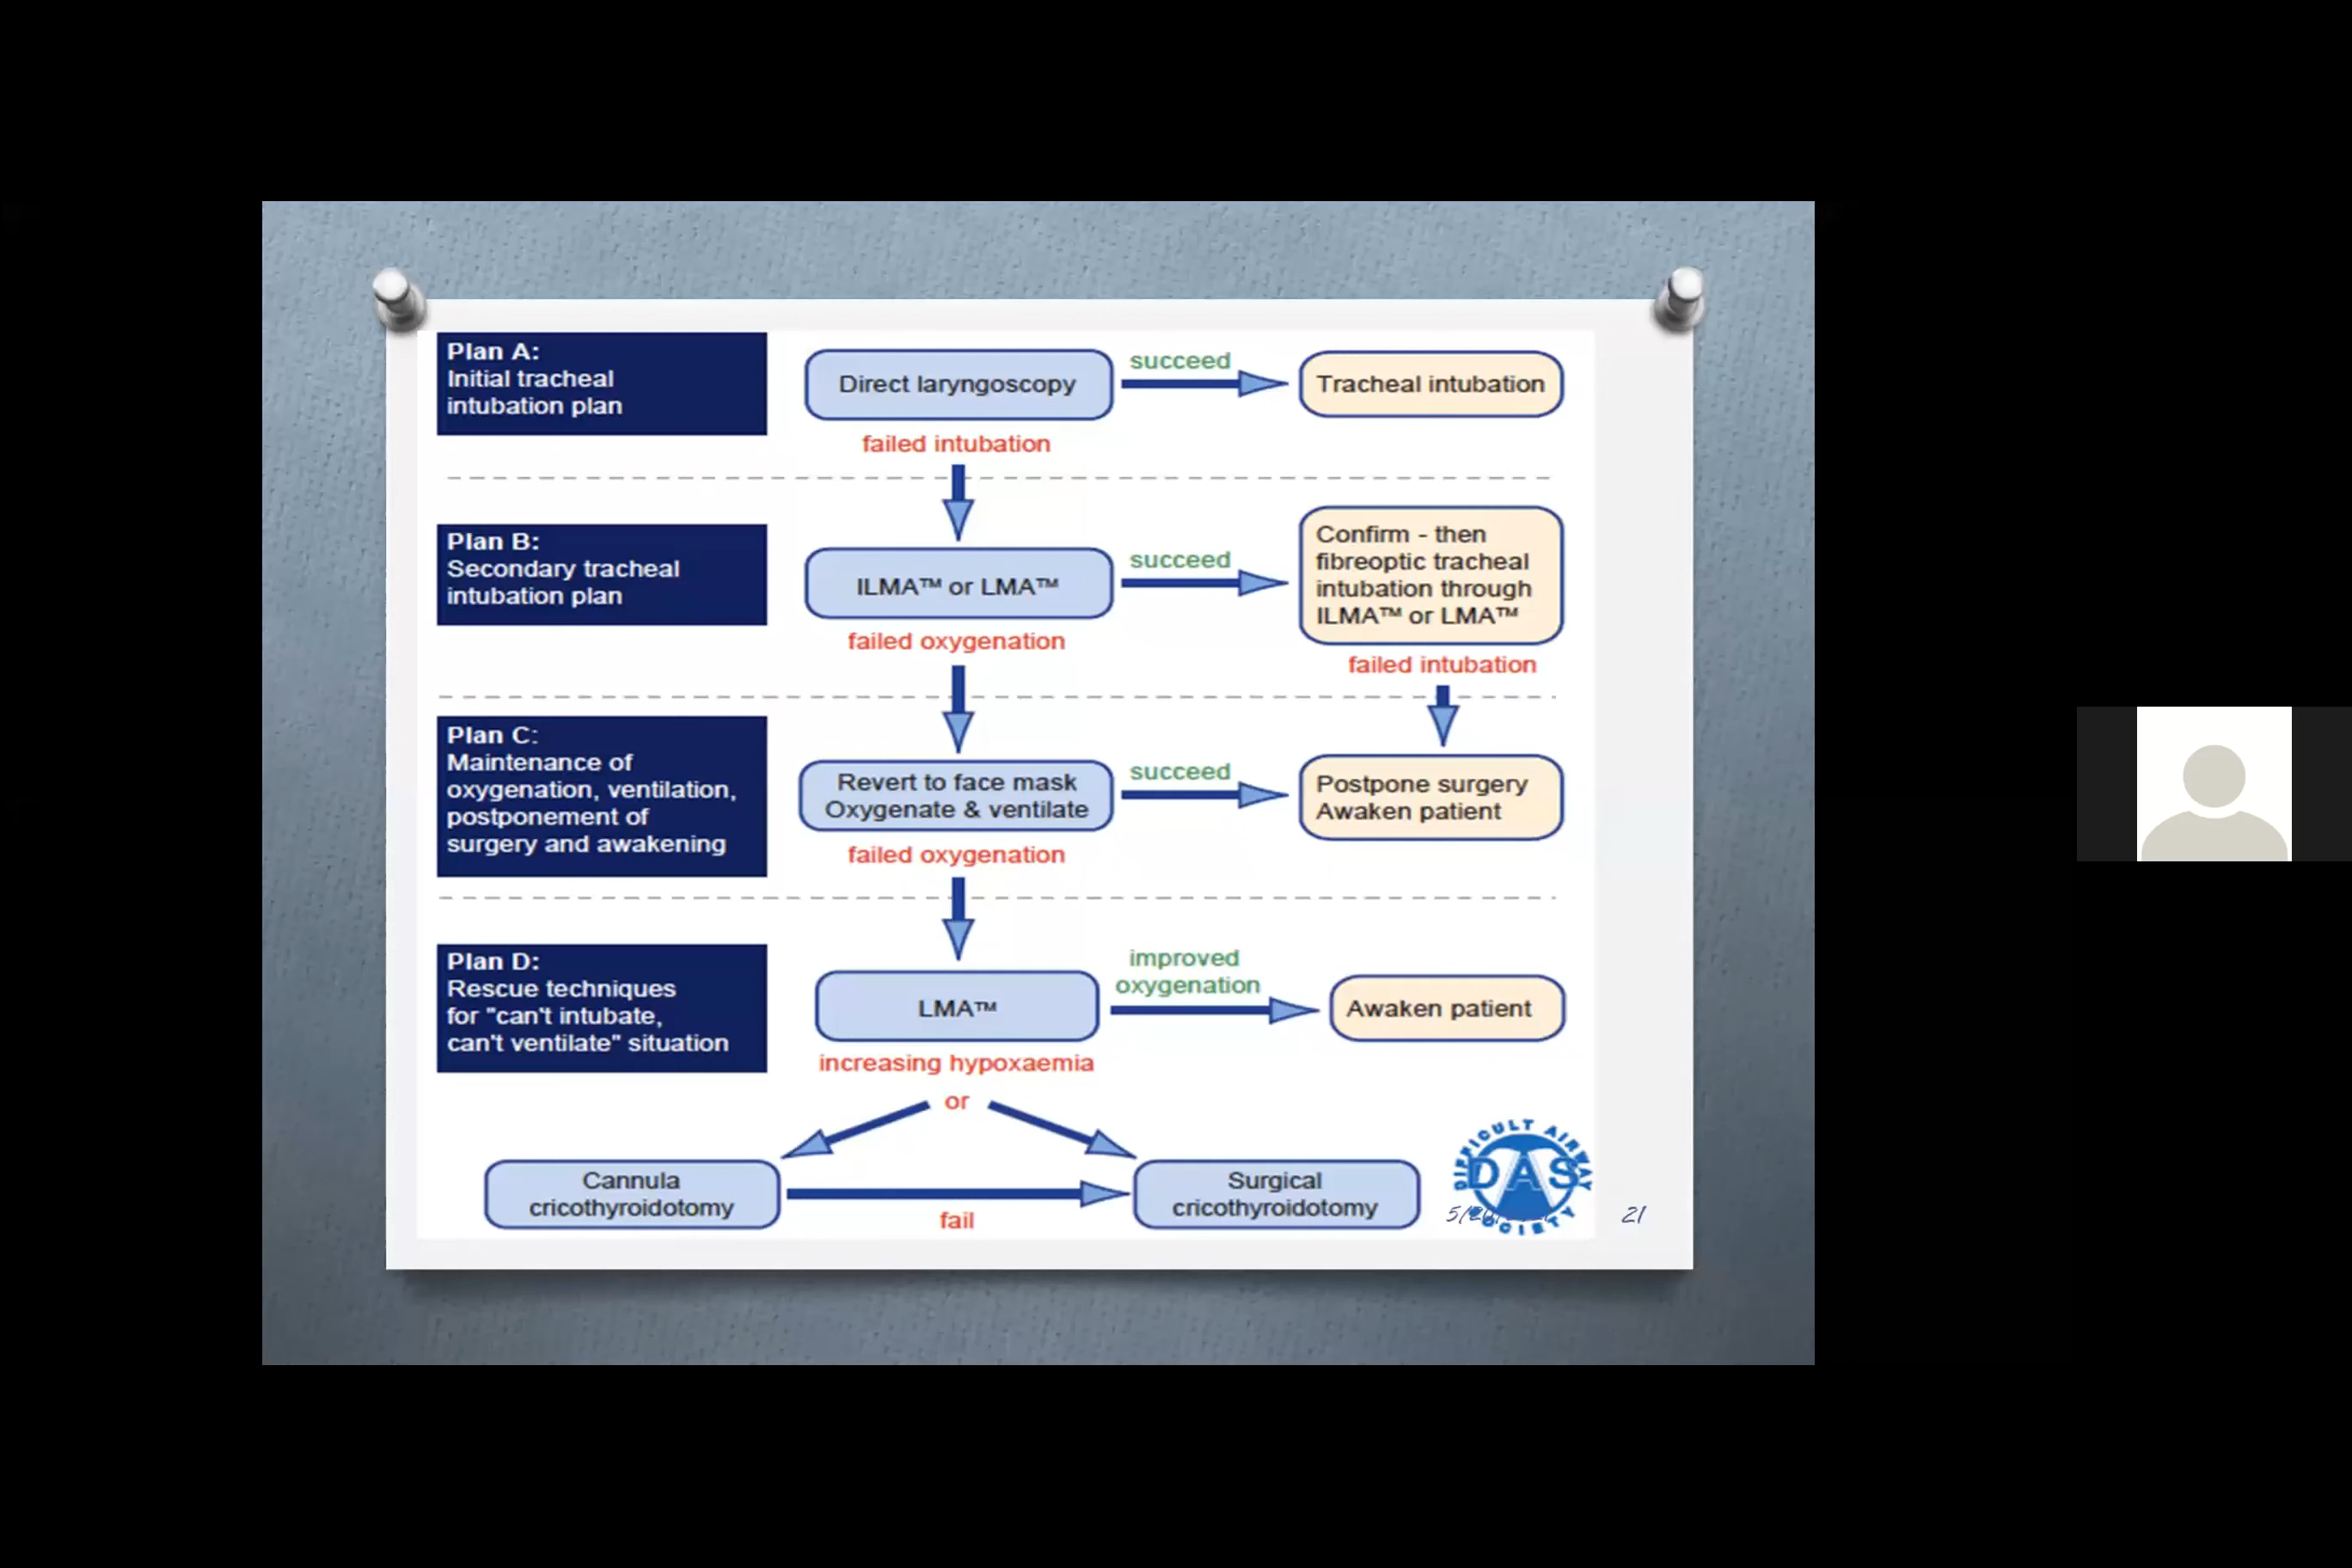 Plan A:
Initial tracheal
intubation plan
Direct laryngoscopy
succeed
Tracheal intubation
failed intubation
Plan B:
Secondary tracheal
intubation plan
ILMA™ or LMA™
succeed
Confirm - then
fibreoptic tracheal
intubation through
ILMA™ or LMA™
failed oxygenation
failed intubation
Plan C:
Maintenance of
oxygenation, ventilation,
postponement of
surgery and awakening
Revert to face mask
Oxygenate & ventilate
succeed
Postpone surgery
Awaken patient
failed oxygenation
Plan D:
Rescue techniques
for "can't intubate,
can't ventilate" situation
LMA™
improved
oxygenation
Awaken patient
increasing hypoxaemia
or
Cannula
cricothyroidotomy
fail
Surgical
cricothyroidotomy
DIFFICULT AIRWAY
DAS
SOCIETY
21